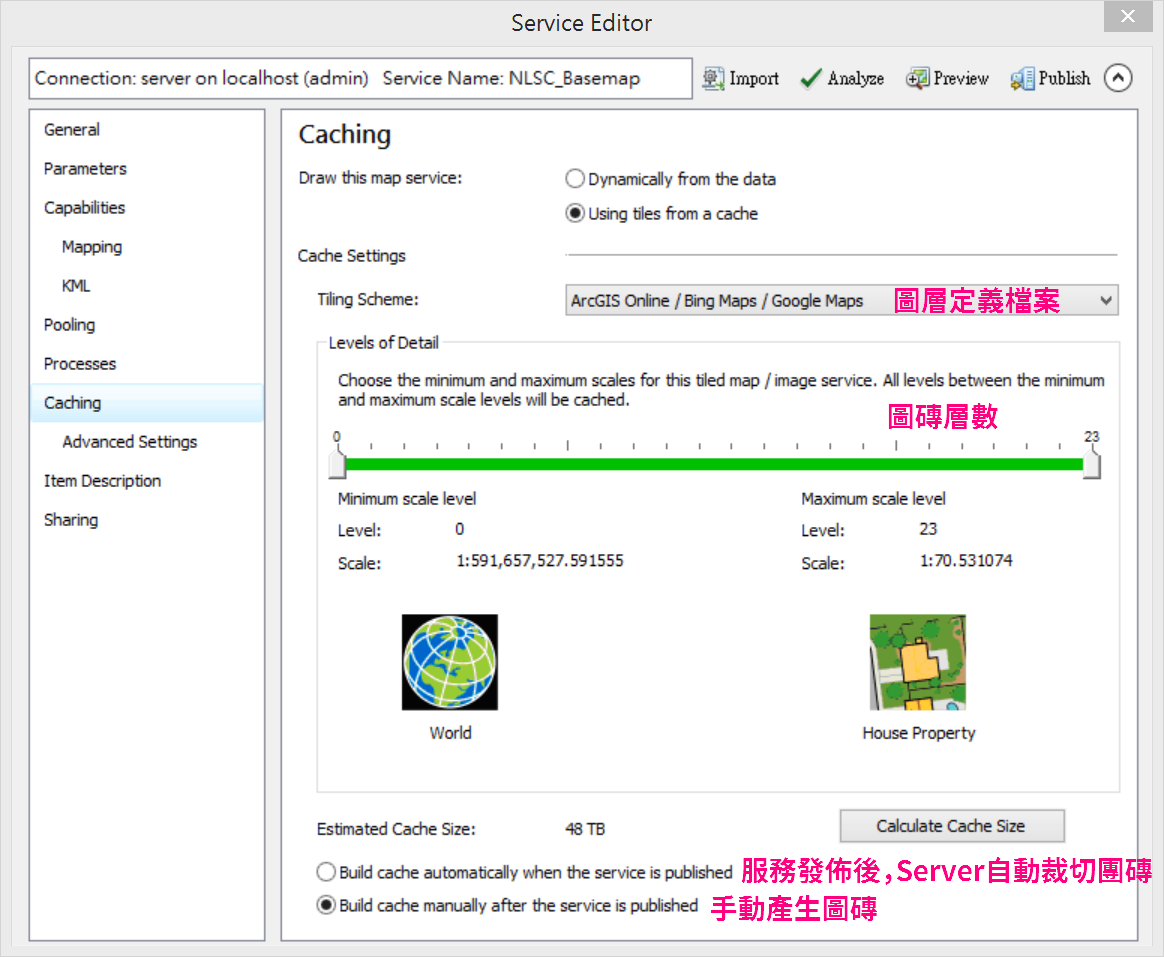 Service Editor
Connection: server on localhost (admin) Service Name: NLSC_Basemap
Import Analyze Preview Publish
General
Parameters
Capabilities
Mapping
KML
Pooling
Processes
Caching
Advanced Settings
Item Description
Sharing
Caching
Draw this map service:
Dynamically from the data
Using tiles from a cache
Cache Settings
Tiling Scheme:
ArcGIS Online / Bing Maps / Google Maps 圖層定義檔案
Levels of Detail
Choose the minimum and maximum scales for this tiled map / image service. All levels between the minimum
and maximum scale levels will be cached.
圖磚層數
0 23
Minimum scale level
Level: 0
Scale: 1:591,657,527.591555
Maximum scale level
Level: 23
Scale: 1:70.531074
World
House Property
Estimated Cache Size: 48 TB
Calculate Cache Size
Build cache automatically when the service is published 服務發佈後,Server自動裁切團磚
Build cache manually after the service is published 手動產生圖磚